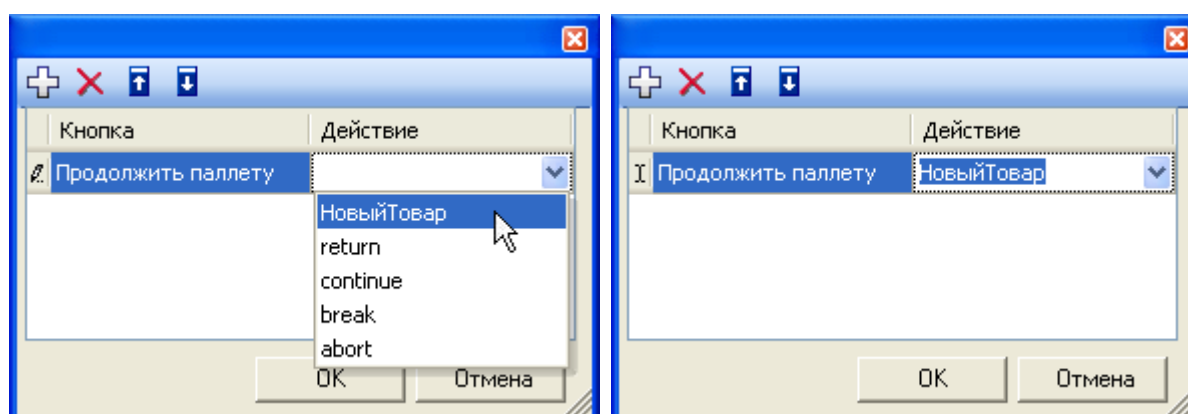 Кнопка Действие
Продолжить паллету
НовыйТовар
return
continue
break
abort
OK Отмена
Кнопка Действие
Продолжить паллету НовыйТовар
OK Отмена